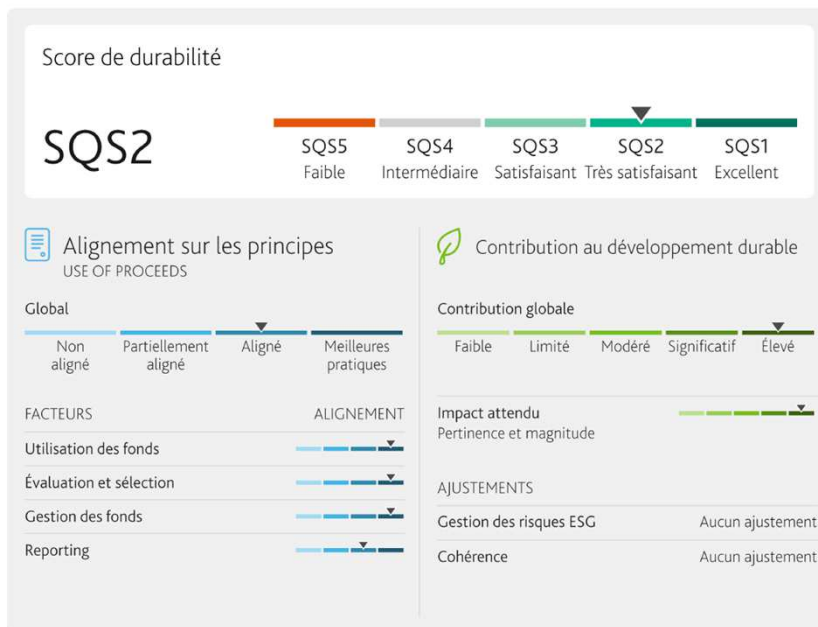 Score de durabilité
SQS2
SQS5
Faible
SQS4
Intermédiaire
SQS3
Satisfaisant
SQS2
Très satisfaisant
SQS1
Excellent
Alignement sur les principes
USE OF PROCEEDS
Global
Non
aligné
Partiellement
aligné
Aligné
Meilleures
pratiques
FACTEURS
ALIGNEMENT
Utilisation des fonds
Évaluation et sélection
Gestion des fonds
Reporting
Contribution au développement durable
Contribution globale
Faible
Limité
Modéré
Significatif
Élevé
Impact attendu
Pertinence et magnitude
AJUSTEMENTS
Gestion des risques ESG
Aucun ajustement
Cohérence
Aucun ajustement